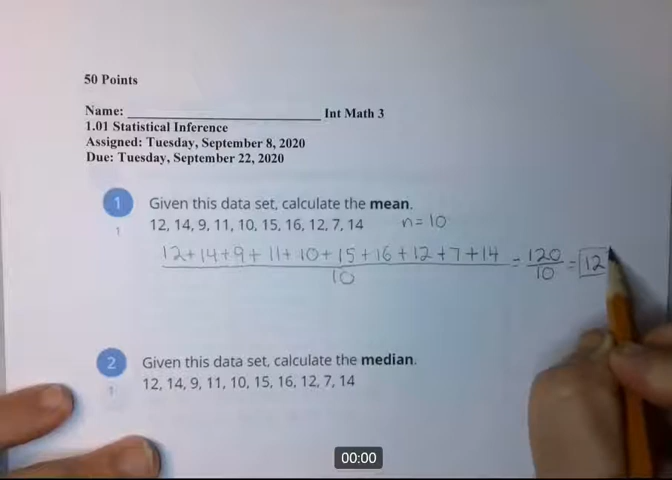 50 Points
Name: ____________________ Int Math 3
1.01 Statistical Inference
Assigned: Tuesday, September 8, 2020
Due: Tuesday, September 22, 2020
1 Given this data set, calculate the mean.
1 12, 14, 9, 11, 10, 15, 16, 12, 7, 14 n=10
12+14+9+11+10+15+16+12+7+14 = 120 = 12
10 10
2 Given this data set, calculate the median.
1 12, 14, 9, 11, 10, 15, 16, 12, 7, 14
00:00